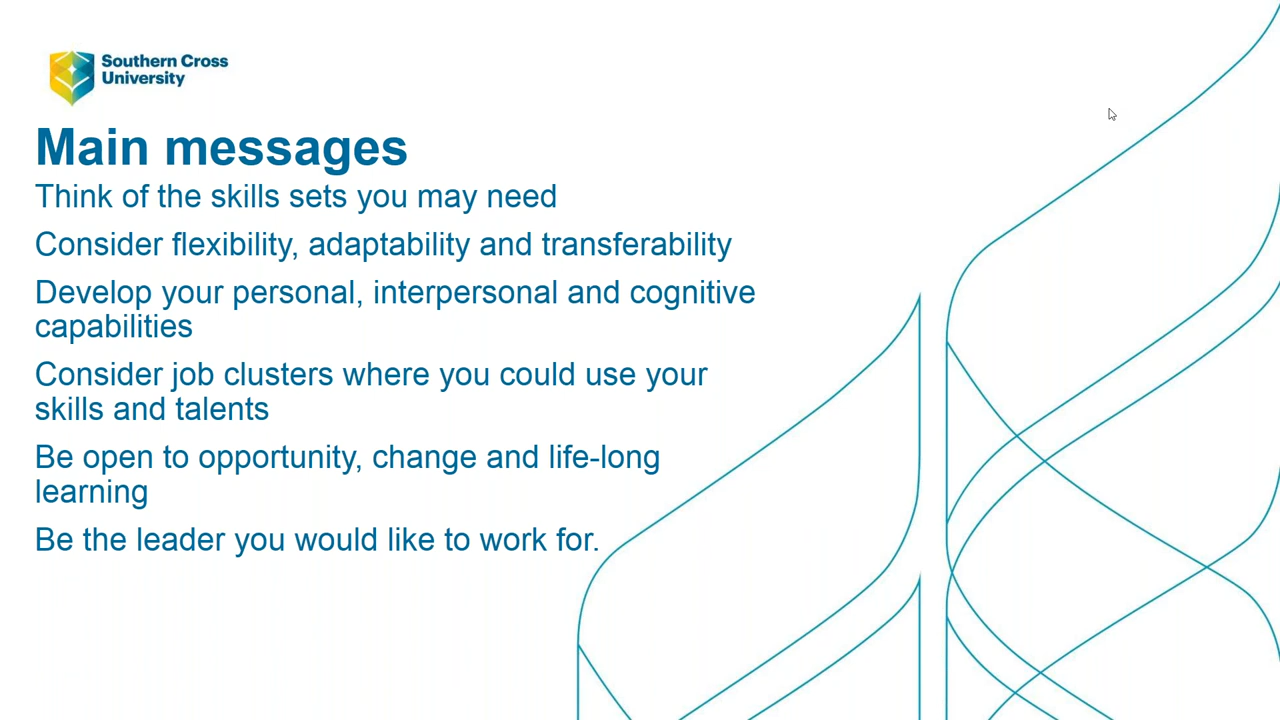 Southern Cross
University
Main messages
Think of the skills sets you may need
Consider flexibility, adaptability and transferability
Develop your personal, interpersonal and cognitive
capabilities
Consider job clusters where you could use your
skills and talents
Be open to opportunity, change and life-long
learning
Be the leader you would like to work for.